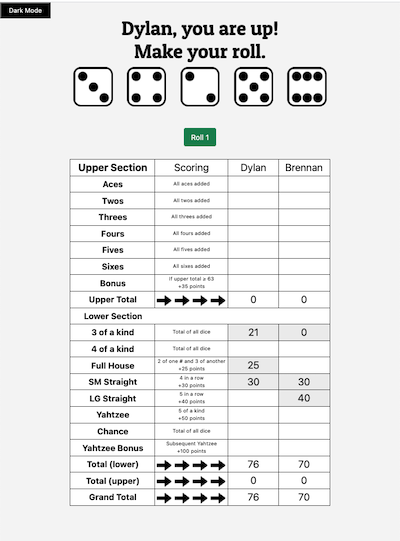 Dark Mode
Dylan, you are up!
Make your roll.
Roll 1
Upper Section Scoring Dylan Brennan
Aces All aces added
Twos All twos added
Threes All threes added
Fours All fours added
Fives All fives added
Sixes All sixes added
Bonus If upper total ≥ 63
+35 points
Upper Total 0 0
Lower Section
3 of a kind Total of all dice 21 0
4 of a kind Total of all dice
Full House 2 of one # and 3 of another
+25 points 25
SM Straight 4 in a row
+30 points 30 30
LG Straight 5 in a row
+40 points 40
Yahtzee 5 of a kind
+50 points
Chance Total of all dice
Yahtzee Bonus Subsequent Yahtzee
+100 points
Total (lower) 76 70
Total (upper) 0 0
Grand Total 76 70